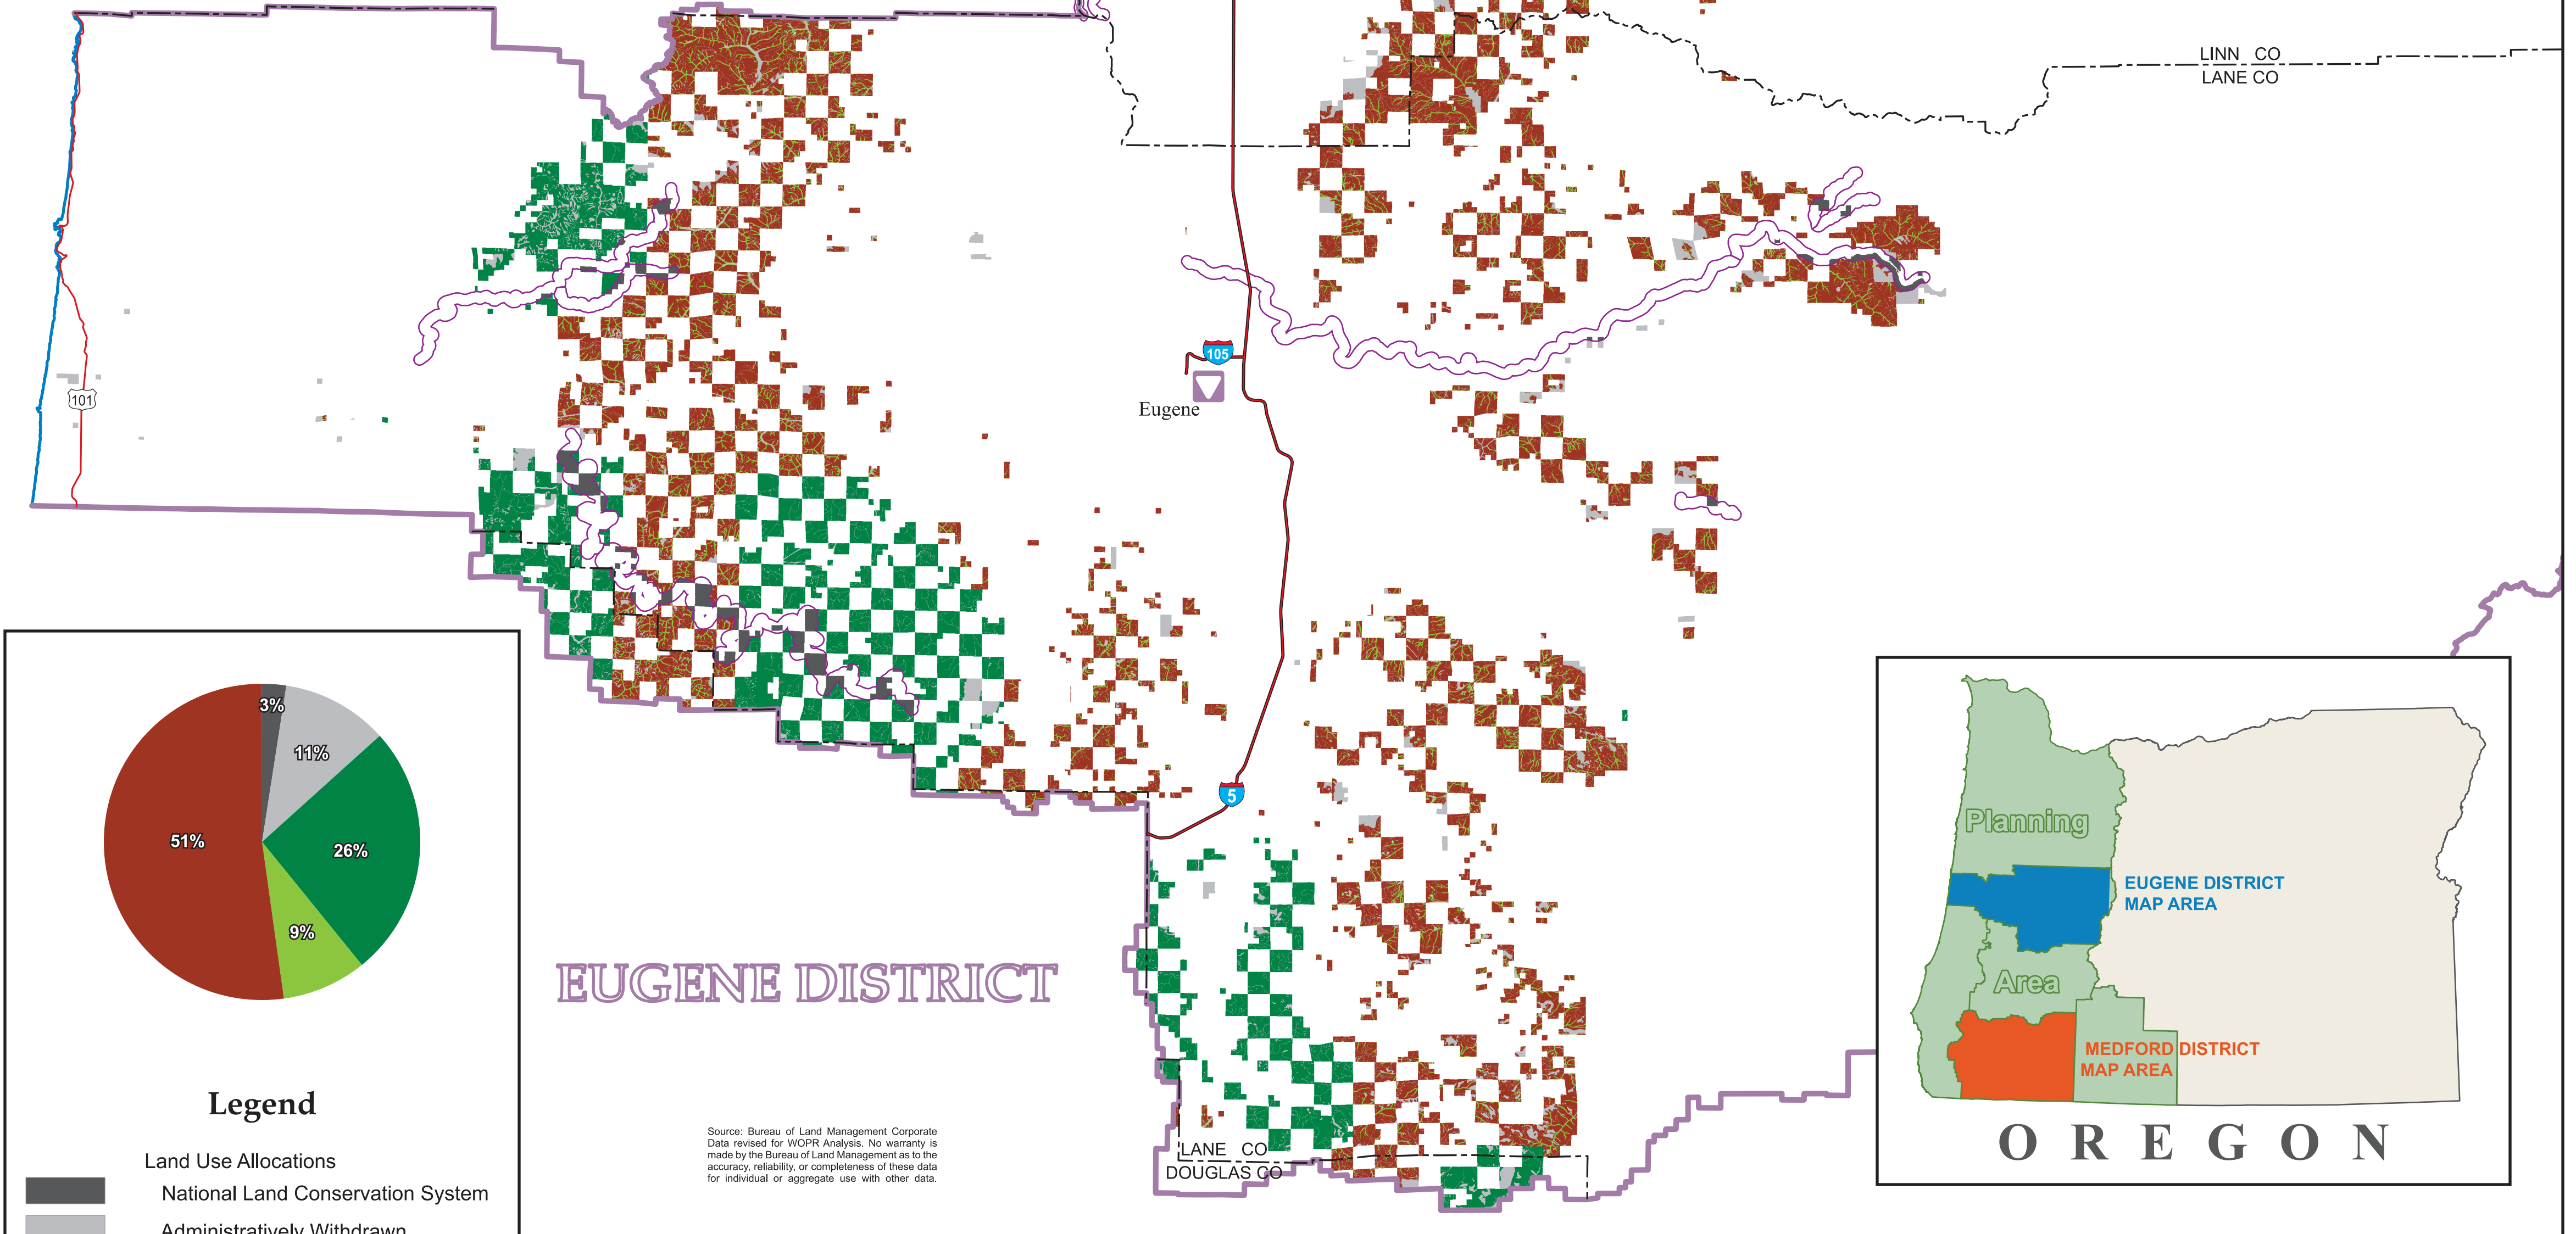 LINN CO
LANE CO
105
101
Eugene
5
3%
11%
51%
26%
9%
EUGENE DISTRICT
Legend
Land Use Allocations
National Land Conservation System
Administratively Withdrawn
Source: Bureau of Land Management Corporate
Data revised for WOPR Analysis. No warranty is
made by the Bureau of Land Management as to the
accuracy, reliability, or completeness of these data
for individual or aggregate use with other data.
LANE CO
DOUGLAS CO
Planning
EUGENE DISTRICT
MAP AREA
Area
MEDFORD DISTRICT
MAP AREA
OREGON